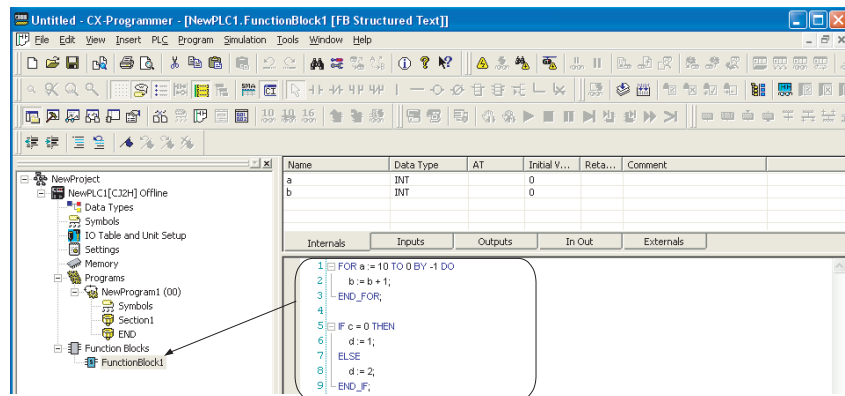 Untitled - CX-Programmer - [NewPLC1.FunctionBlock1 [FB Structured Text]]
File Edit View Insert PLC Program Simulation Tools Window Help
10 10 16
Name Data Type AT Initial V... Reta... Comment
a INT 0
b INT 0
Internals Inputs Outputs In Out Externals
NewProject
NewPLC1[CJ2H] Offline
Data Types
Symbols
IO Table and Unit Setup
Settings
Memory
Programs
NewProgram1 (00)
Symbols
Section1
END
Function Blocks
FunctionBlock1
1 FOR a := 10 TO 0 BY -1 DO
2 b := b + 1;
3 END_FOR;
4
5 IF c = 0 THEN
6 d := 1;
7 ELSE
8 d := 2;
9 END_IF;